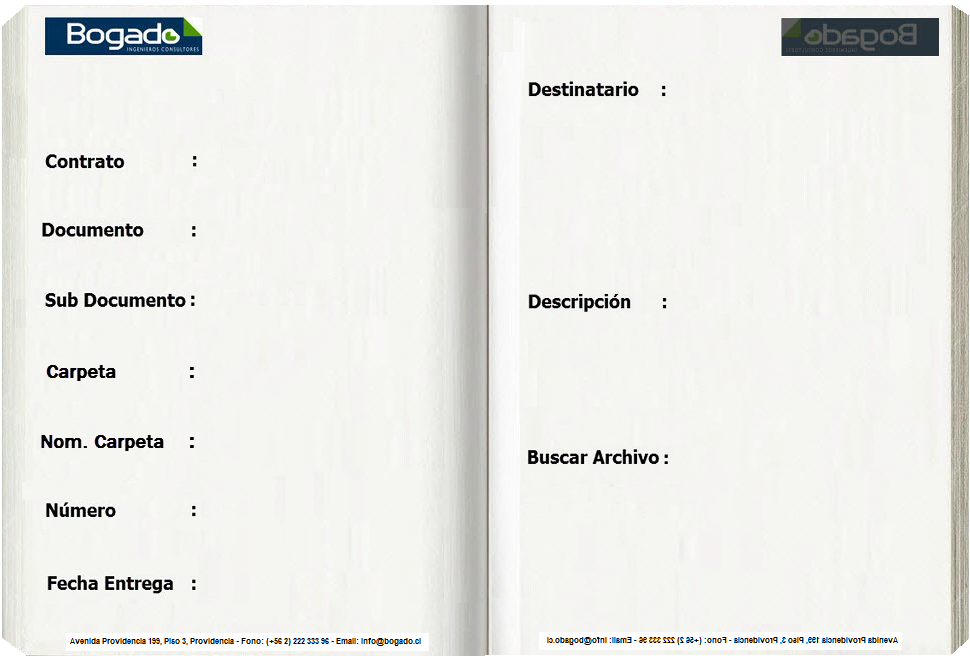 Bogado
INGENIEROS CONSULTORES
Contrato :
Documento :
Sub Documento :
Carpeta :
Nom. Carpeta :
Número :
Fecha Entrega :
Avenida Providencia 199, Piso 3, Providencia - Fono: (+56 2) 222 333 96 - Email: info@bogado.cl
Bogado
INGENIEROS CONSULTORES
Destinatario :
Descripción :
Buscar Archivo :
Avenida Providencia 199, Piso 3, Providencia - Fono: (+56 2) 222 333 96 - Email: info@bogado.cl